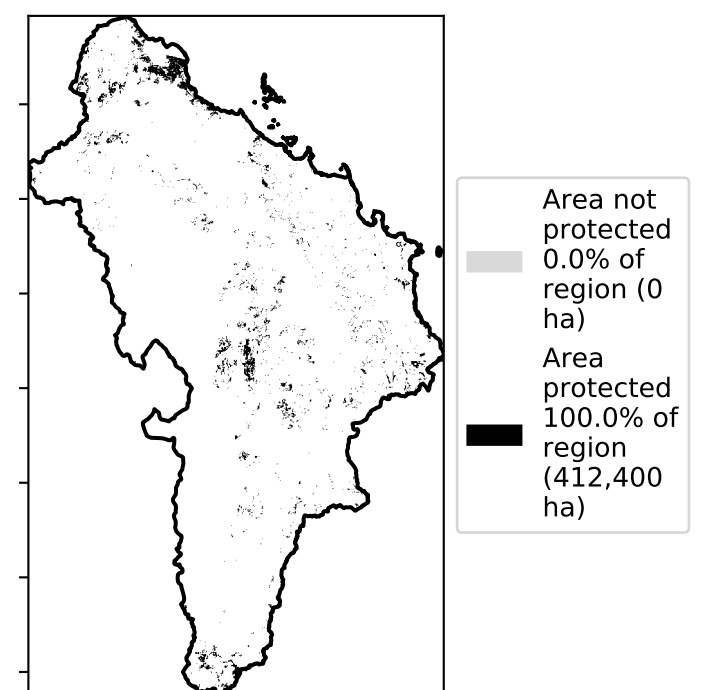 Area not
protected
0.0% of
region (0
ha)
Area
protected
100.0% of
region
(412,400
ha)